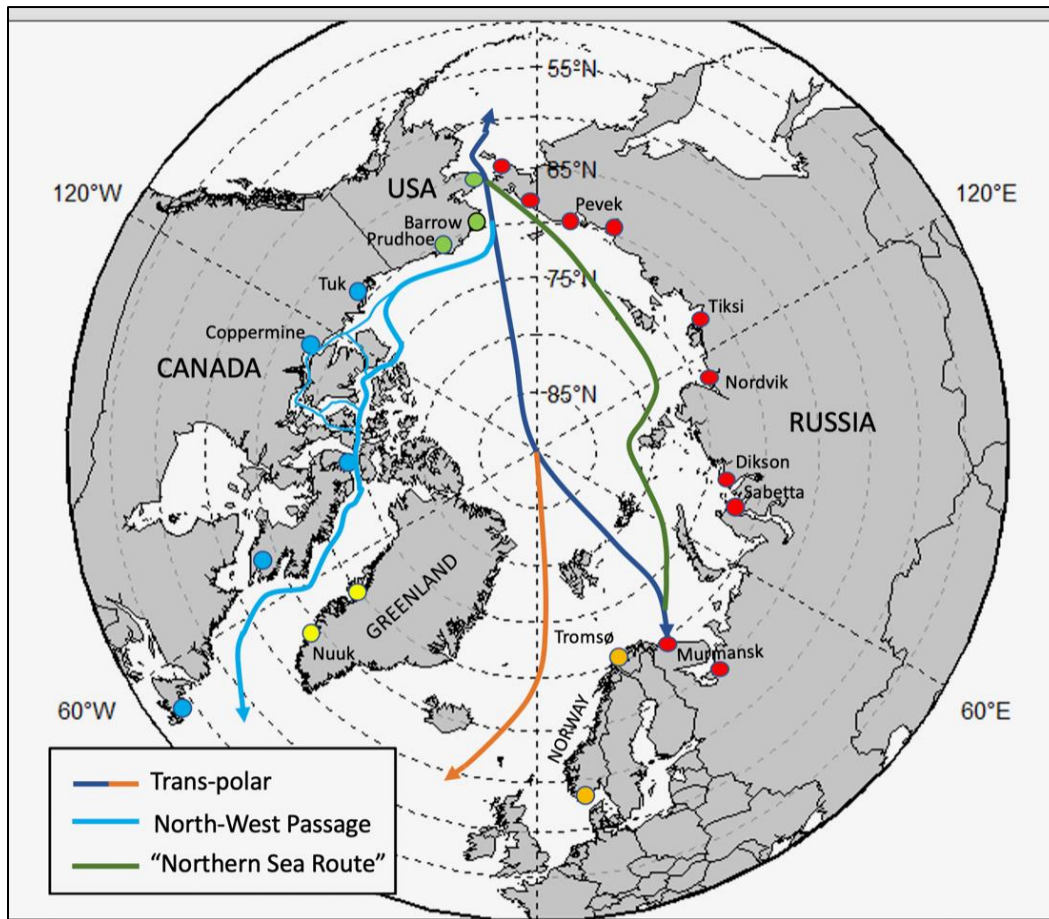 55°N
65°N
120°W
120°E
USA
Pevek
Barrow
Prudhoe
75°N
Tuk
Tiksi
Coppermine
CANADA
85°N
Nordvik
RUSSIA
Dikson
Sabetta
GREENLAND
Tromsø
Nuuk
Murmansk
60°W
60°E
NORWAY
Trans-polar
North-West Passage
“Northern Sea Route”